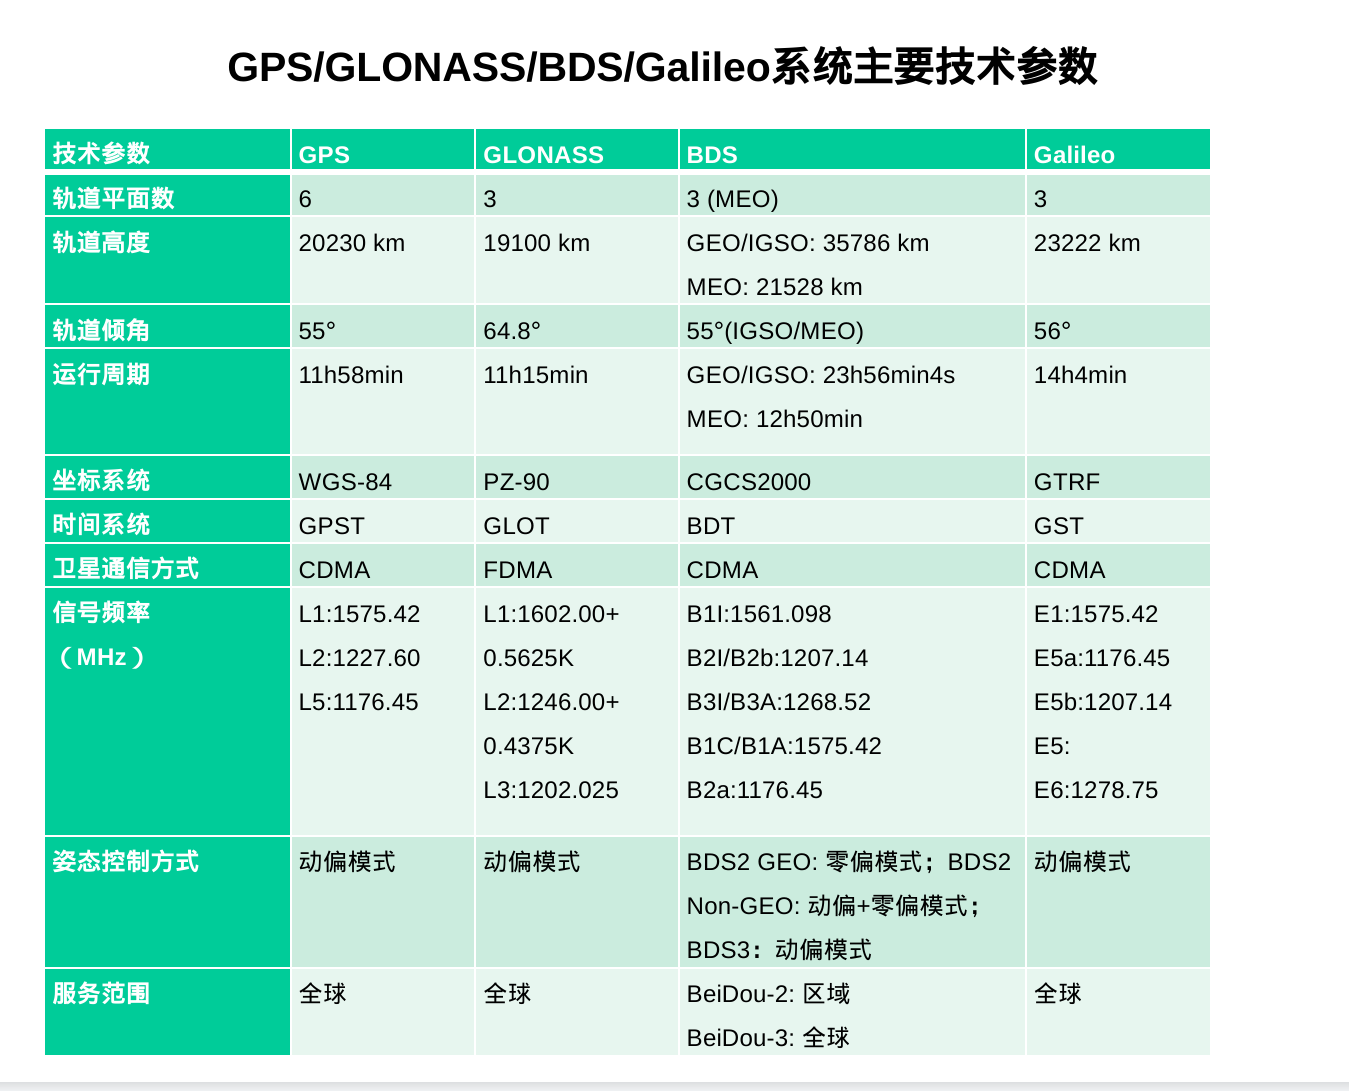 GPS/GLONASS/BDS/Galileo系统主要技术参数
技术参数 GPS GLONASS BDS Galileo
轨道平面数 6 3 3 (MEO) 3
轨道高度 20230 km 19100 km GEO/IGSO: 35786 km 23222 km
MEO: 21528 km
轨道倾角 55° 64.8° 55°(IGSO/MEO) 56°
运行周期 11h58min 11h15min GEO/IGSO: 23h56min4s 14h4min
MEO: 12h50min
坐标系统 WGS-84 PZ-90 CGCS2000 GTRF
时间系统 GPST GLOT BDT GST
卫星通信方式 CDMA FDMA CDMA CDMA
信号频率 L1:1575.42 L1:1602.00+ B1I:1561.098 E1:1575.42
（MHz） L2:1227.60 0.5625K B2I/B2b:1207.14 E5a:1176.45
L5:1176.45 L2:1246.00+ B3I/B3A:1268.52 E5b:1207.14
0.4375K B1C/B1A:1575.42 E5:
L3:1202.025 B2a:1176.45 E6:1278.75
姿态控制方式 动偏模式 动偏模式 BDS2 GEO: 零偏模式；BDS2 动偏模式
Non-GEO: 动偏+零偏模式；
BDS3：动偏模式
服务范围 全球 全球 BeiDou-2: 区域 全球
BeiDou-3: 全球